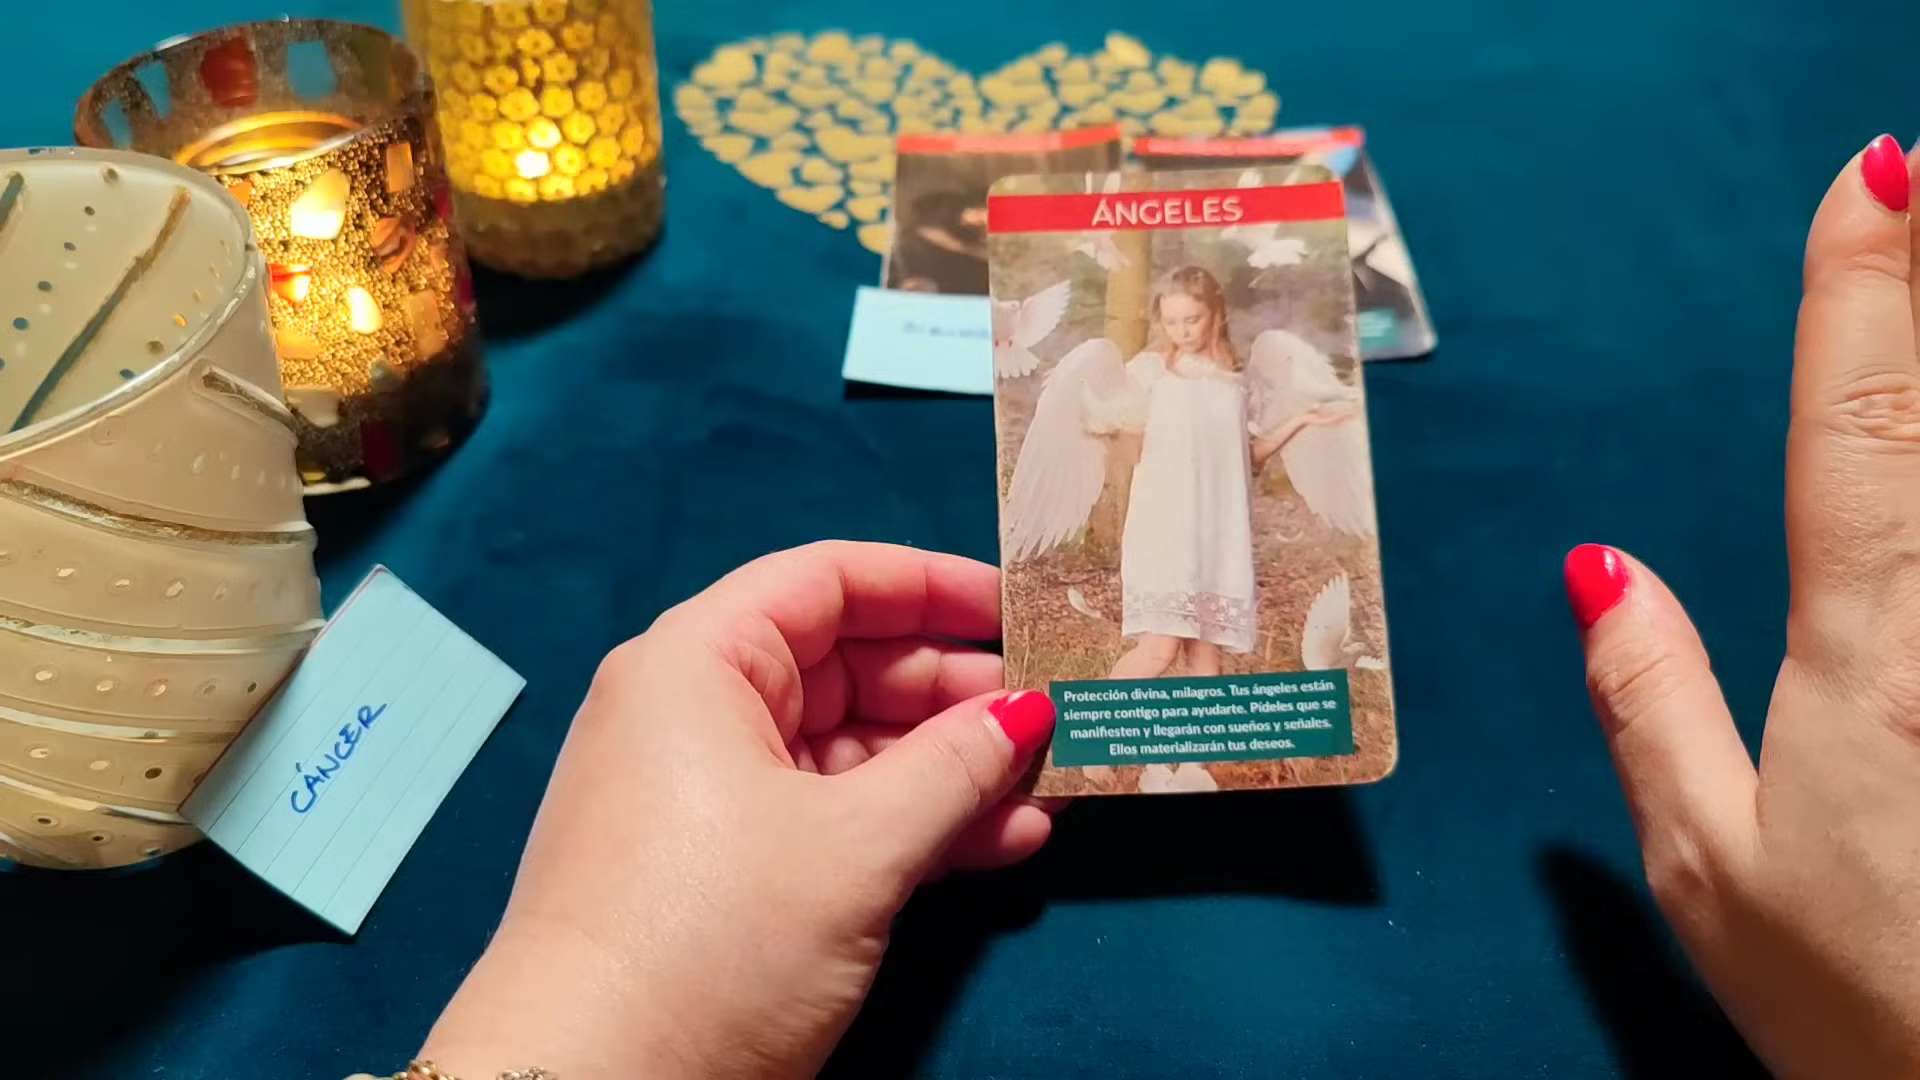 ÁNGELES
Protección divina, milagros. Tus ángeles están
siempre contigo para ayudarte. Pídeles que se
manifiesten y llegarán con sueños y señales.
Ellos materializarán tus deseos.
CÁNCER